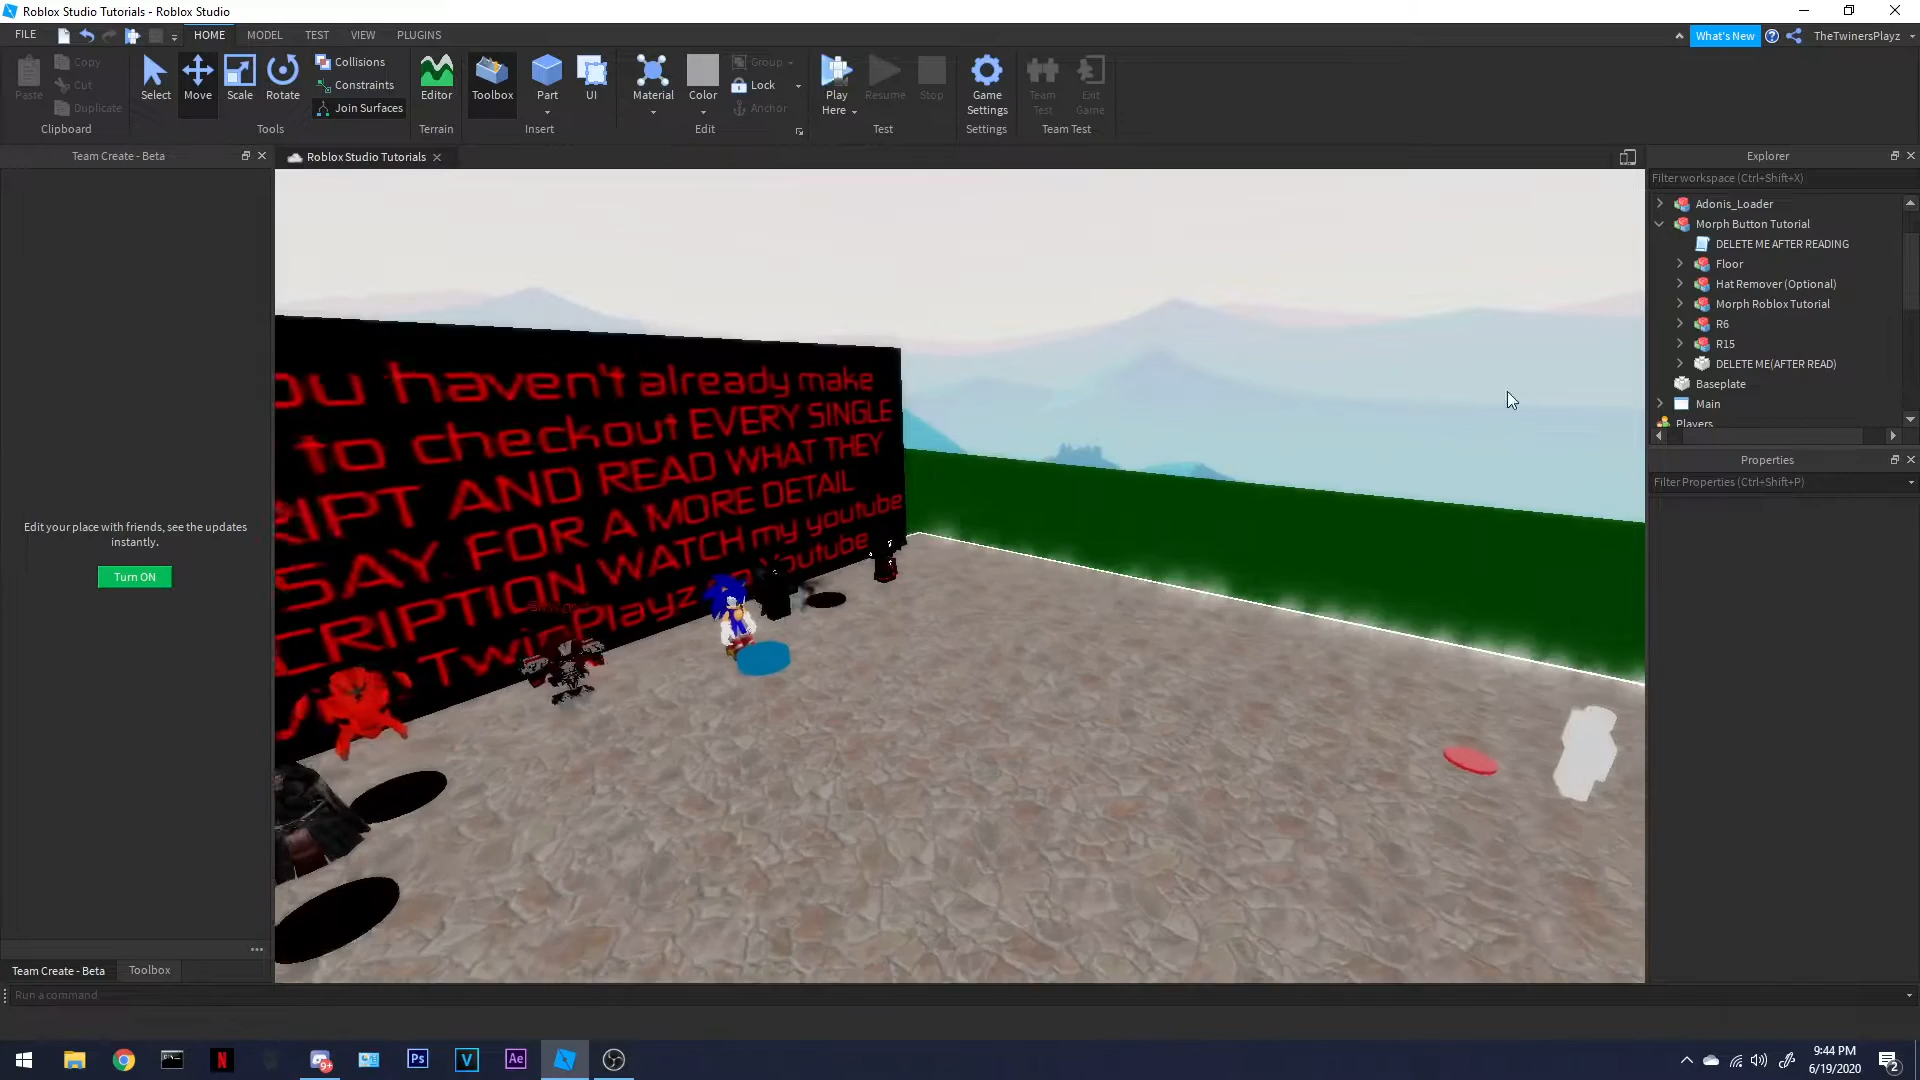 Roblox Studio Tutorials - Roblox Studio
FILE HOME MODEL TEST VIEW PLUGINS What's New TheTwinersPlayz
Paste Copy Cut Duplicate
Clipboard
Select Move Scale Rotate
Collisions
Constraints
Join Surfaces
Tools
Editor
Terrain
Toolbox Part UI
Insert
Material Color Group Lock Anchor
Edit
Play Here Resume Stop
Test
Game Settings
Settings
Team Test Exit Game
Team Test
Team Create - Beta
Roblox Studio Tutorials
Explorer
Filter workspace (Ctrl+Shift+X)
Adonis_Loader
Morph Button Tutorial
DELETE ME AFTER READING
Floor
Hat Remover (Optional)
Morph Roblox Tutorial
R6
R15
DELETE ME(AFTER READ)
Baseplate
Main
Players
Properties
Filter Properties (Ctrl+Shift+P)
ou haven't already make
to checkout EVERY SINGLE
RIPT AND READ WHAT THEY
SAY FOR A MORE DETAIL
CRIPTION WATCH my youtube
TwinPlayz Youtube
Edit your place with friends, see the updates
instantly.
Turn ON
Team Create - Beta Toolbox
Run a command
N 9+ Ps V Ae
9:44 PM
6/19/2020
2